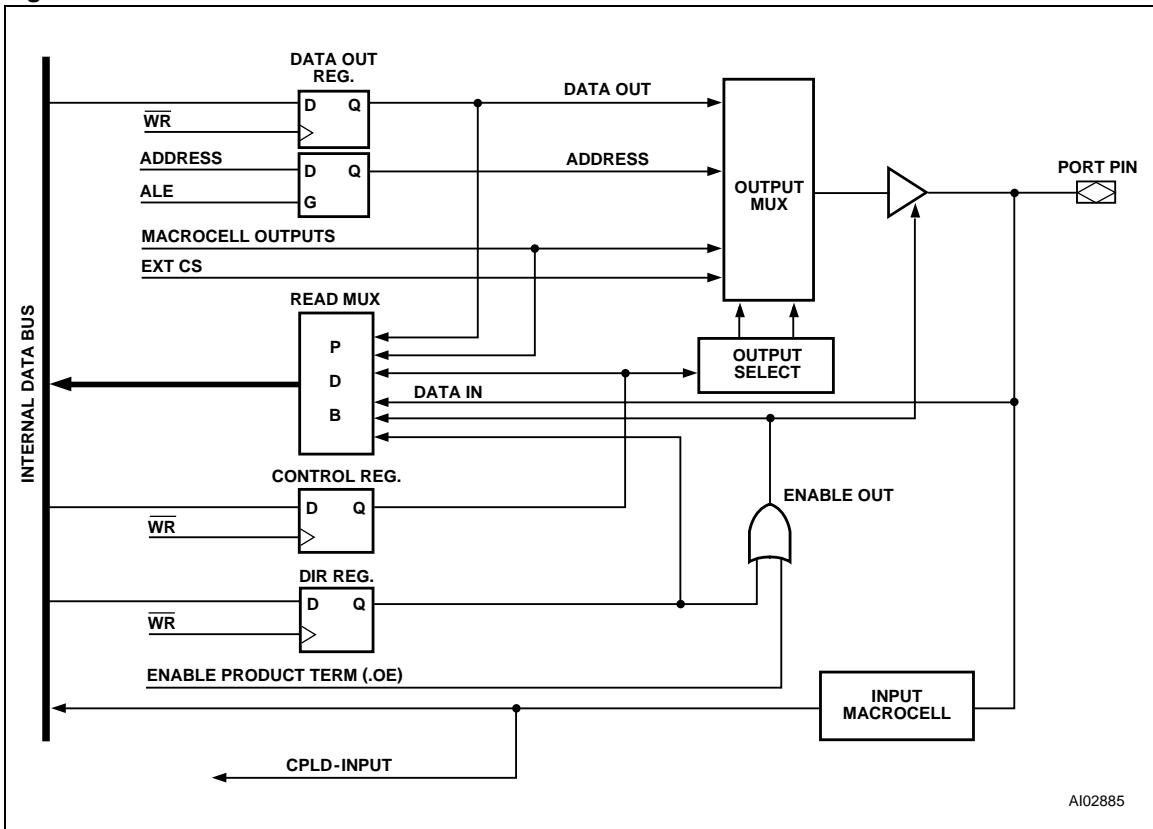 DATA OUT
REG.
D Q
DATA OUT
WR
ADDRESS
D Q
ADDRESS
ALE
G
OUTPUT
MUX
PORT PIN
MACROCELL OUTPUTS
EXT CS
READ MUX
P
D
B
OUTPUT
SELECT
DATA IN
INTERNAL DATA BUS
CONTROL REG.
D Q
WR
ENABLE OUT
DIR REG.
D Q
WR
ENABLE PRODUCT TERM (.OE)
INPUT
MACROCELL
CPLD-INPUT
AI02885